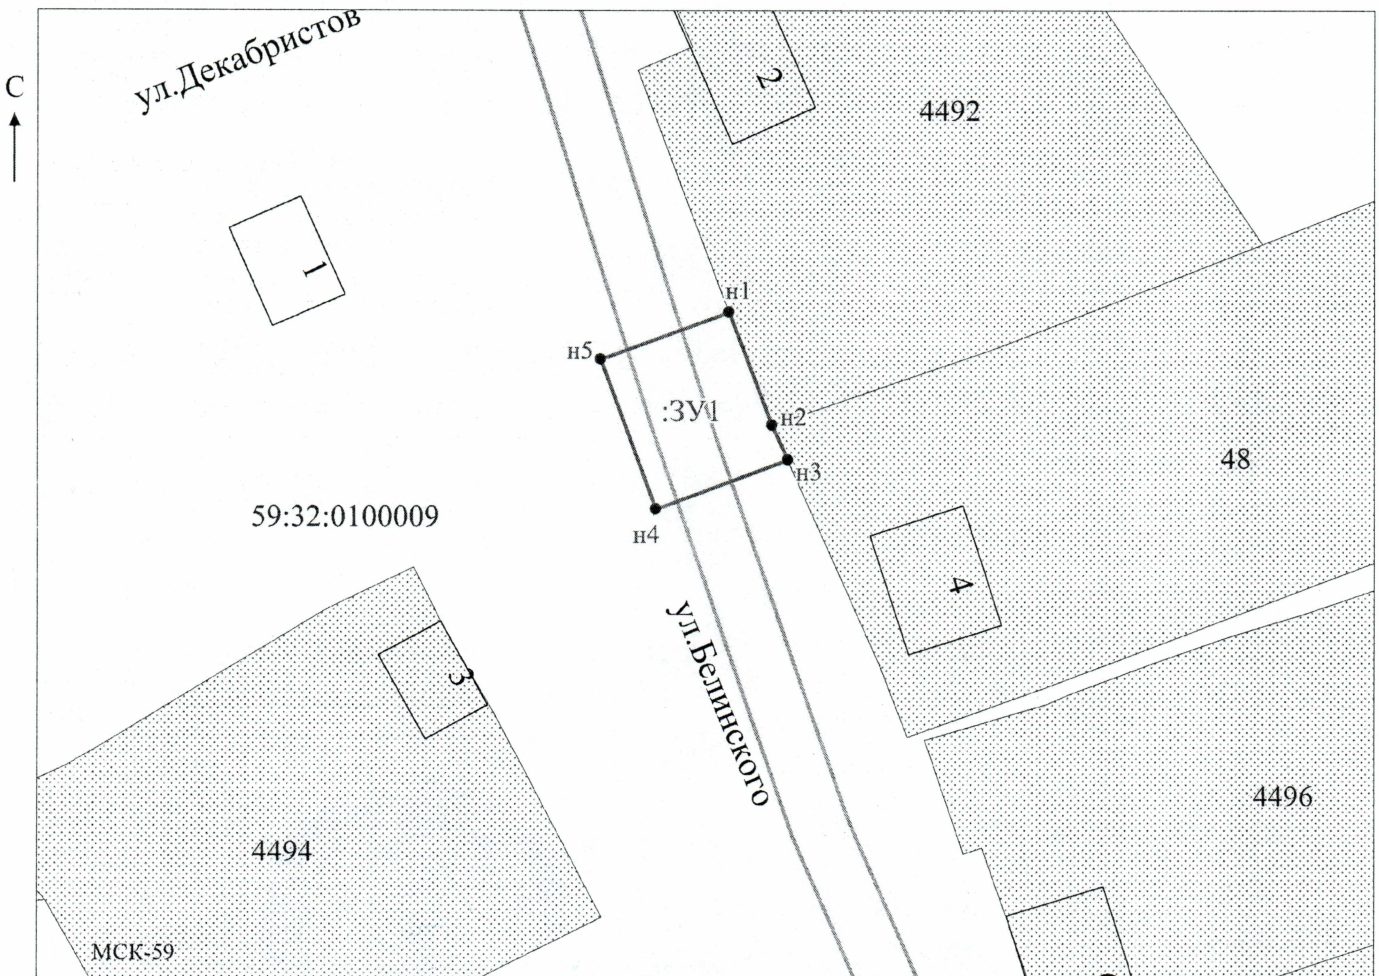 ул.Декабристов
С
2
4492
1
н1
н5
:ЗУ1
н2
48
н3
59:32:0100009
н4
4
ул.Белинского
3
4496
4494
МСК-59